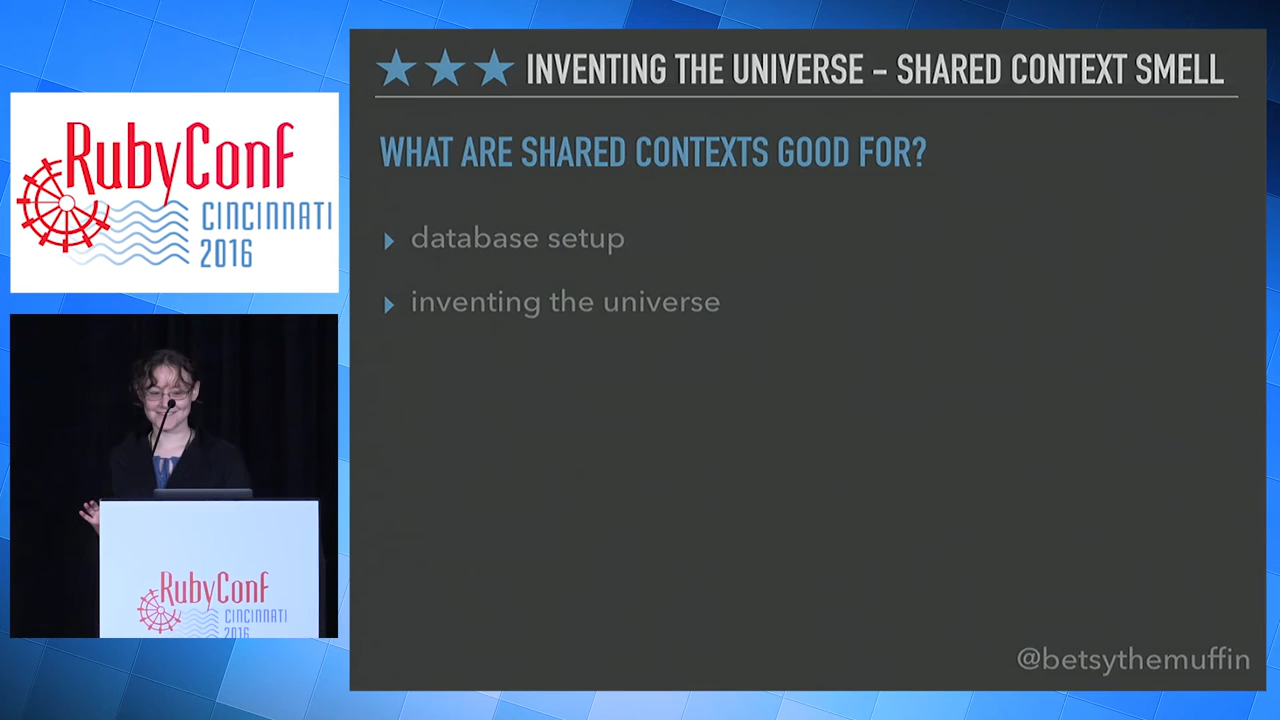 RubyConf
CINCINNATI
2016
★★★ INVENTING THE UNIVERSE – SHARED CONTEXT SMELL
WHAT ARE SHARED CONTEXTS GOOD FOR?
database setup
inventing the universe
@betsythemuffin
RubyConf
CINCINNATI
2016